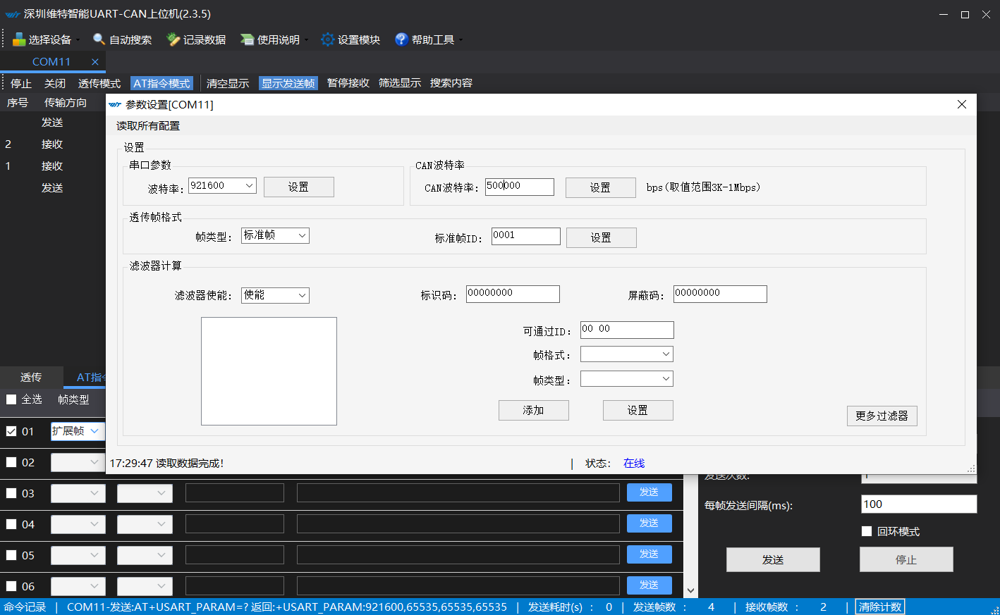 深圳维特智能UART-CAN上位机(2.3.5)
选择设备 自动搜索 记录数据 使用说明 设置模块 帮助工具
COM11
停止 关闭 透传模式 AT指令模式 清空显示 显示发送帧 暂停接收 筛选显示 搜索内容
序号 传输方向
发送
2 接收
1 接收
发送
参数设置[COM11]
读取所有配置
设置
串口参数 CAN波特率
波特率: 921600 设置 CAN波特率: 500000 设置 bps(取值范围3K-1Mbps)
透传帧格式
帧类型: 标准帧 标准帧ID: 0001 设置
滤波器计算
滤波器使能: 使能 标识码: 00000000 屏蔽码: 00000000
可通过ID: 00 00
帧格式:
帧类型:
添加 设置 更多过滤器
17:29:47 读取数据完成! | 状态: 在线
透传 AT指令
全选 帧类型
01 扩展帧
02
发送次数: 1
03 发送
每帧发送间隔(ms): 100
04 发送
回环模式
05 发送
发送 停止
06 发送
命令记录 | COM11-发送:AT+USART_PARAM=? 返回:+USART_PARAM:921600,65535,65535,65535 | 发送耗时(s) : 0 | 发送帧数 : 4 | 接收帧数 : 2 | 清除计数